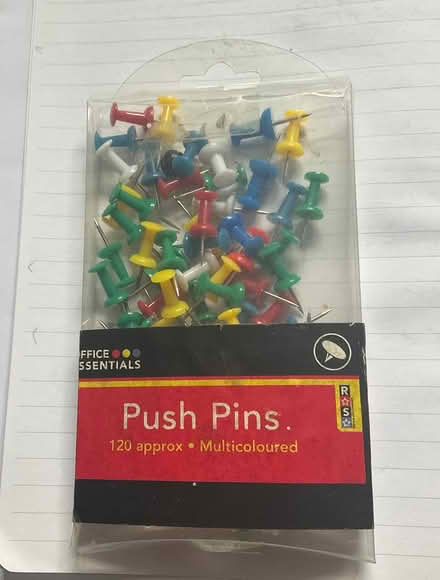 FFICE
SSENTIALS
R
S
Push Pins.
120 approx • Multicoloured